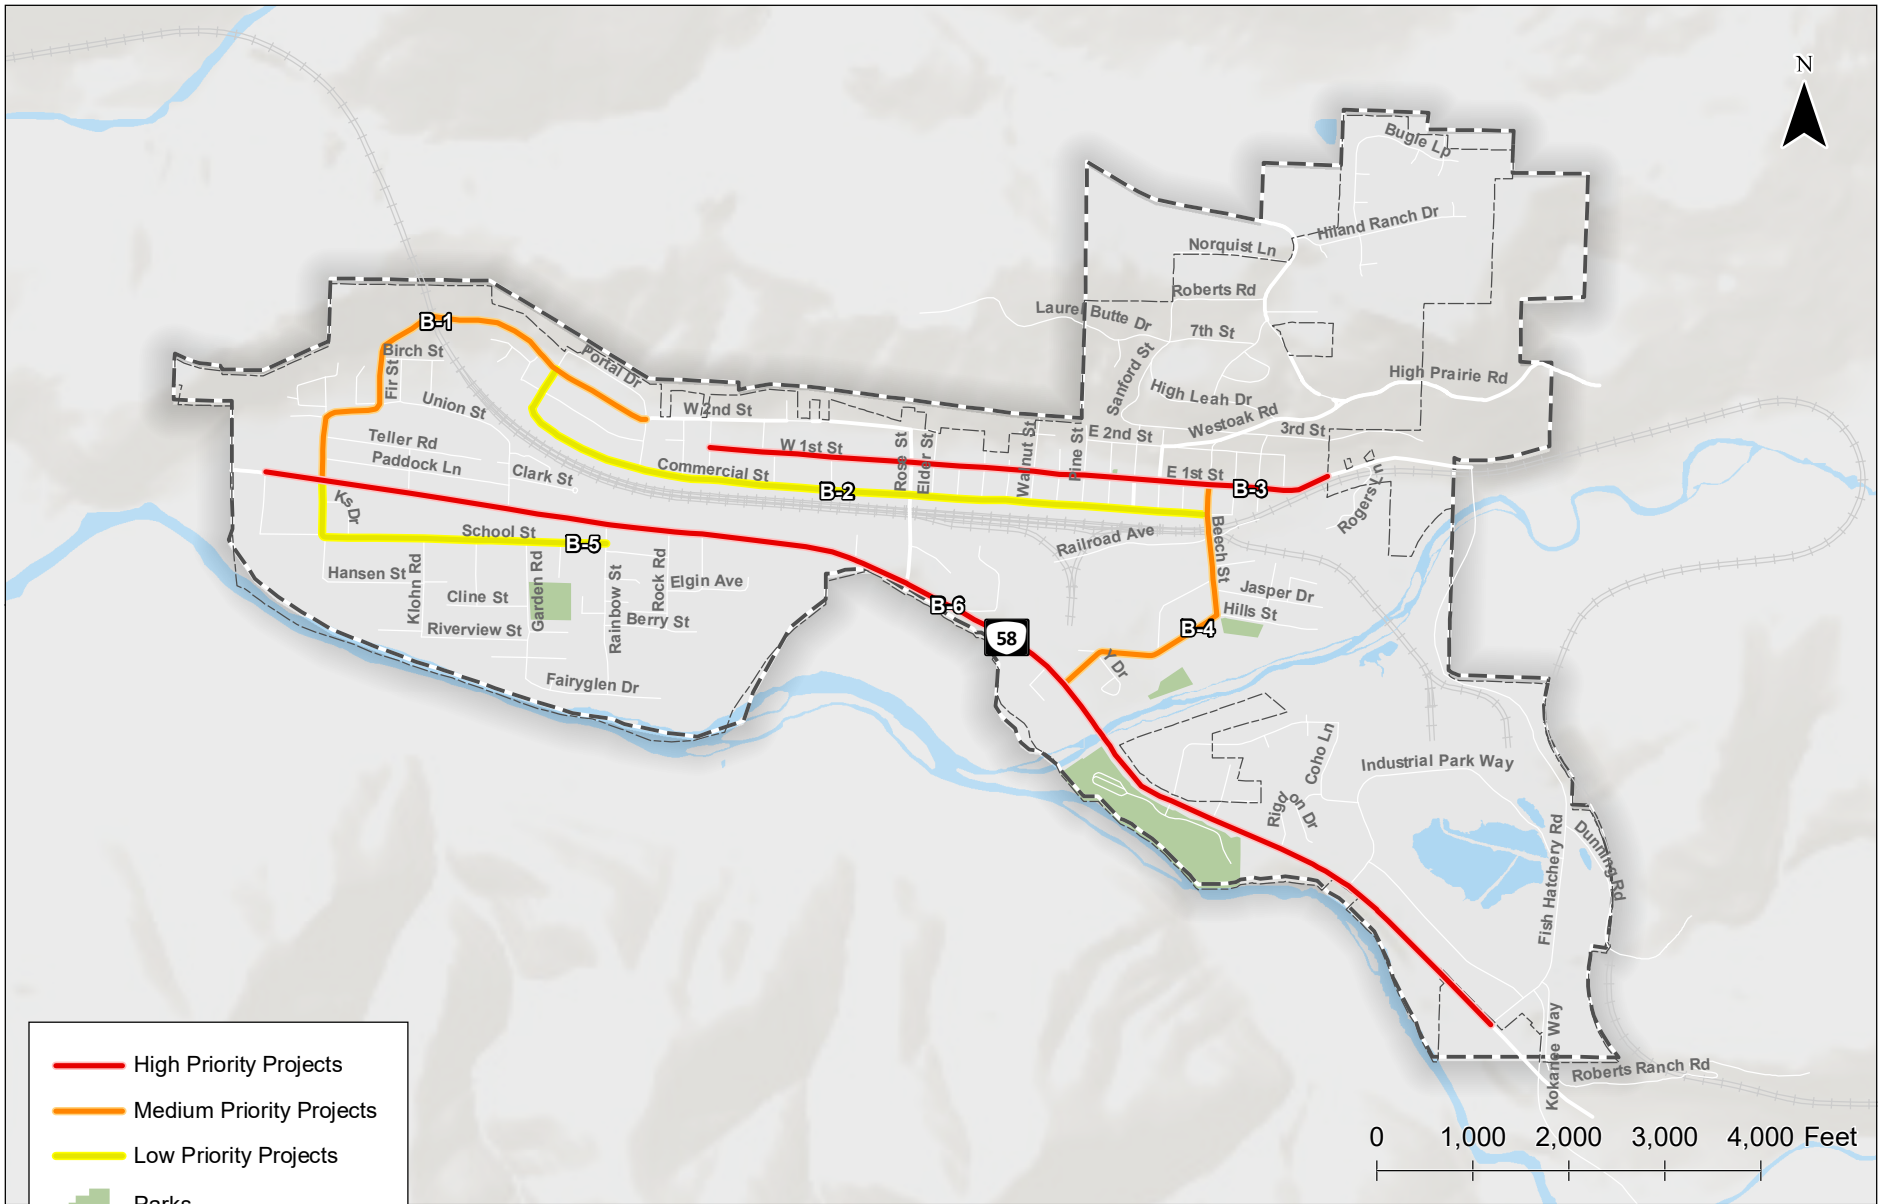 N
Bugle Lp
Hiland Ranch Dr
Norquist Ln
Roberts Rd
Laurel Butte Dr
7th St
B-1
Birch St
Portal Dr
Fir St
Sanford St
High Prairie Rd
High Leah Dr
Union St
W 2nd St
Westoak Rd
3rd St
E 2nd St
Teller Rd
W 1st St
Rose St
Elder St
Walnut St
Pine St
Paddock Ln
Clark St
Commercial St
E 1st St
B-3
B-2
Ks Dr
Rogers Ln
School St
B-5
Railroad Ave
Beech St
Hansen St
Klohn Rd
Garden Rd
Rainbow St
Rock Rd
Elgin Ave
Jasper Dr
Cline St
B-6
Hills St
Berry St
Riverview St
58
B-4
Y Dr
Fairyglen Dr
Coho Ln
Industrial Park Way
Rigdon Dr
Fish Hatchery Rd
Dunning Rd
Kokanee Way
Roberts Ranch Rd
High Priority Projects
Medium Priority Projects
Low Priority Projects
Parks
0 1,000 2,000 3,000 4,000 Feet